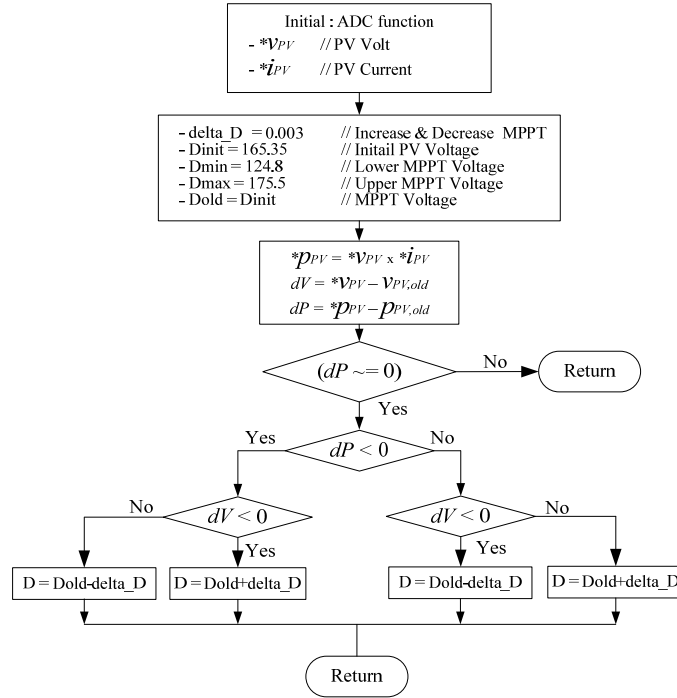 Initial : ADC function
- *vPV // PV Volt
- *iPV // PV Current
- delta_D = 0.003 // Increase & Decrease MPPT
- Dinit = 165.35 // Initail PV Voltage
- Dmin = 124.8 // Lower MPPT Voltage
- Dmax = 175.5 // Upper MPPT Voltage
- Dold = Dinit // MPPT Voltage
*pPV = *vPV x *iPV
dV = *vPV – vPV,old
dP = *pPV – pPV,old
(dP ~= 0)
No
Return
Yes
Yes
dP < 0
No
No
dV < 0
Yes
dV < 0
No
Yes
D = Dold-delta_D
D = Dold+delta_D
D = Dold-delta_D
D = Dold+delta_D
Return